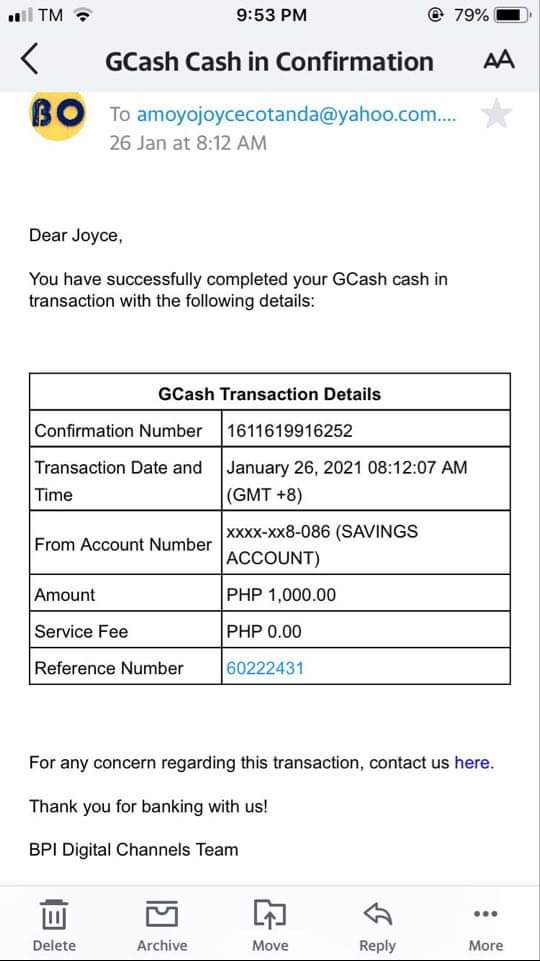 TM 9:53 PM 79%
GCash Cash in Confirmation AA
BO To amoyojoycecotanda@yahoo.com....
26 Jan at 8:12 AM
Dear Joyce,
You have successfully completed your GCash cash in
transaction with the following details:
GCash Transaction Details
Confirmation Number 1611619916252
Transaction Date and Time January 26, 2021 08:12:07 AM (GMT +8)
From Account Number xxxx-xx8-086 (SAVINGS ACCOUNT)
Amount PHP 1,000.00
Service Fee PHP 0.00
Reference Number 60222431
For any concern regarding this transaction, contact us here.
Thank you for banking with us!
BPI Digital Channels Team
Delete Archive Move Reply More